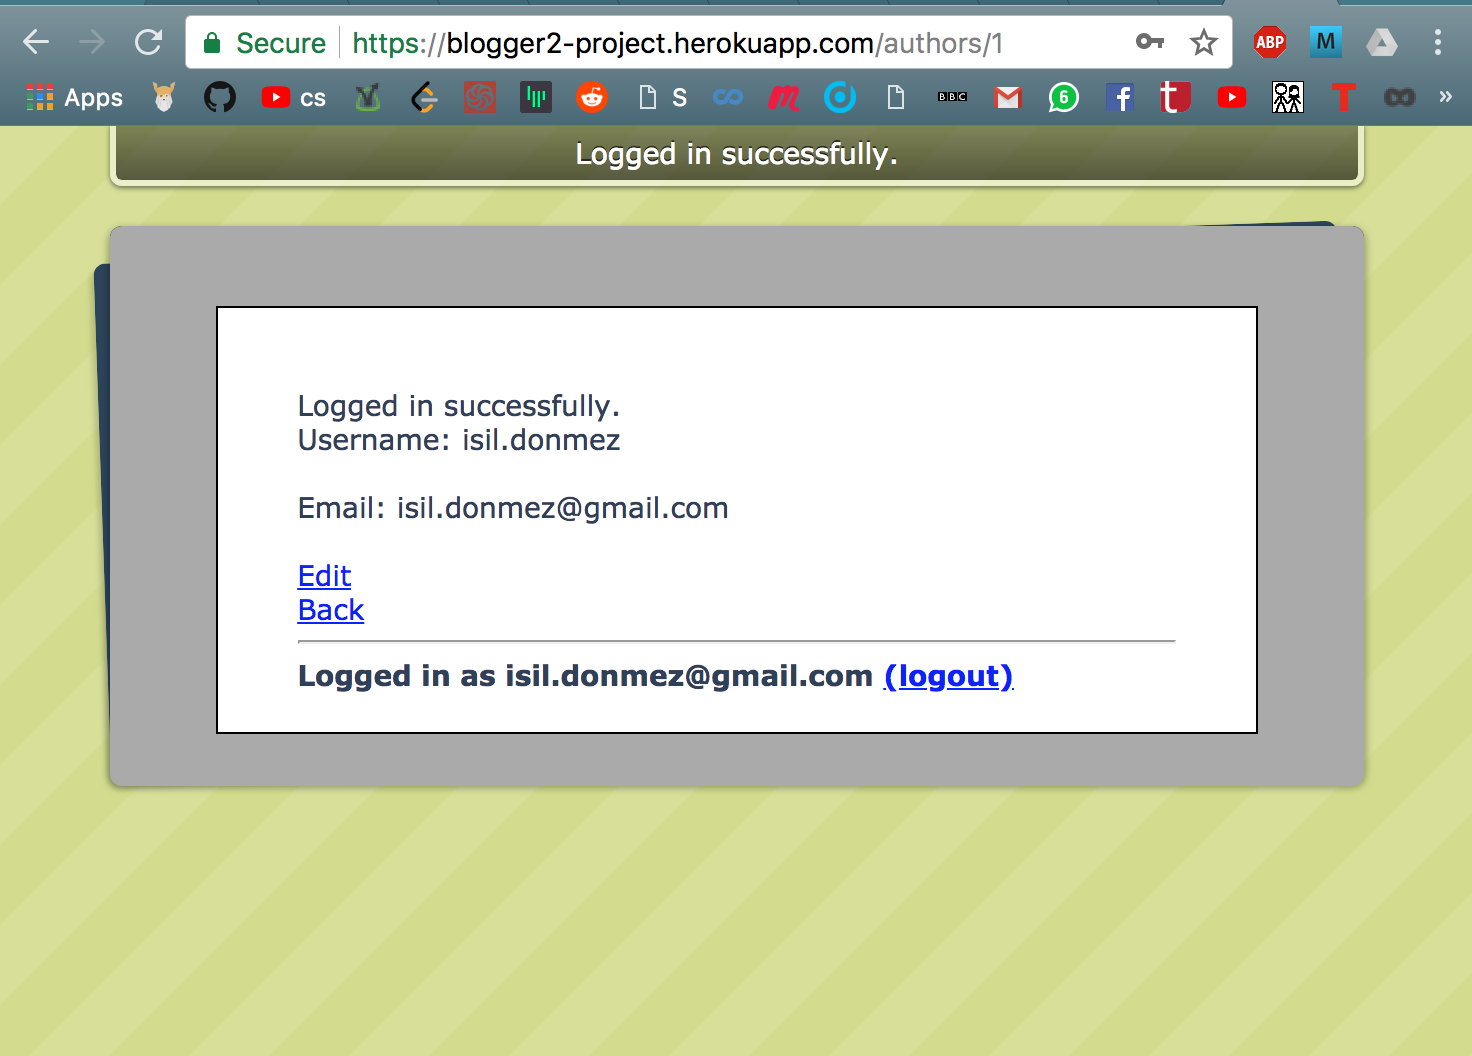 Secure https://blogger2-project.herokuapp.com/authors/1 ABP M
Apps cs S BBC 6 f t T »
Logged in successfully.
Logged in successfully.
Username: isil.donmez
Email: isil.donmez@gmail.com
Edit
Back
Logged in as isil.donmez@gmail.com (logout)